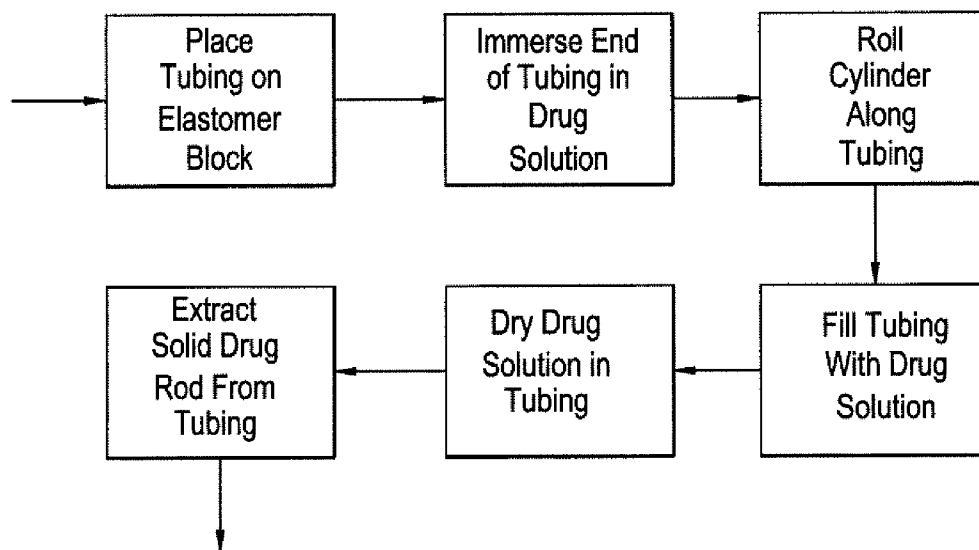 Place
Tubing on
Elastomer
Block
Immerse End
of Tubing in
Drug
Solution
Roll
Cylinder
Along
Tubing
Fill Tubing
With Drug
Solution
Dry Drug
Solution in
Tubing
Extract
Solid Drug
Rod From
Tubing